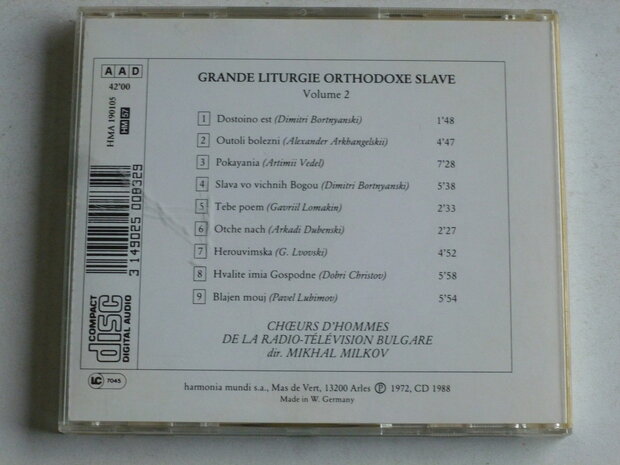 AAD
42'00
HMA 190105
HM 57
3 149025 008329
COMPACT
disc
DIGITAL AUDIO
LC 7045
GRANDE LITURGIE ORTHODOXE SLAVE
Volume 2
1 Dostoino est (Dimitri Bortnyanski) 1'48
2 Outoli bolezni (Alexander Arkhangelskii) 4'47
3 Pokayania (Artimii Vedel) 7'28
4 Slava vo vichnih Bogou (Dimitri Bortnyanski) 5'38
5 Tebe poem (Gavriil Lomakin) 2'33
6 Otche nach (Arkadi Dubenski) 2'27
7 Herouvimska (G. Lvovski) 4'52
8 Hvalite imia Gospodne (Dobri Christov) 5'58
9 Blajen mouj (Pavel Lubimov) 5'54
CHŒURS D'HOMMES
DE LA RADIO-TÉLÉVISION BULGARE
dir. MIKHAL MILKOV
harmonia mundi s.a., Mas de Vert, 13200 Arles Ⓟ 1972, CD 1988
Made in W. Germany